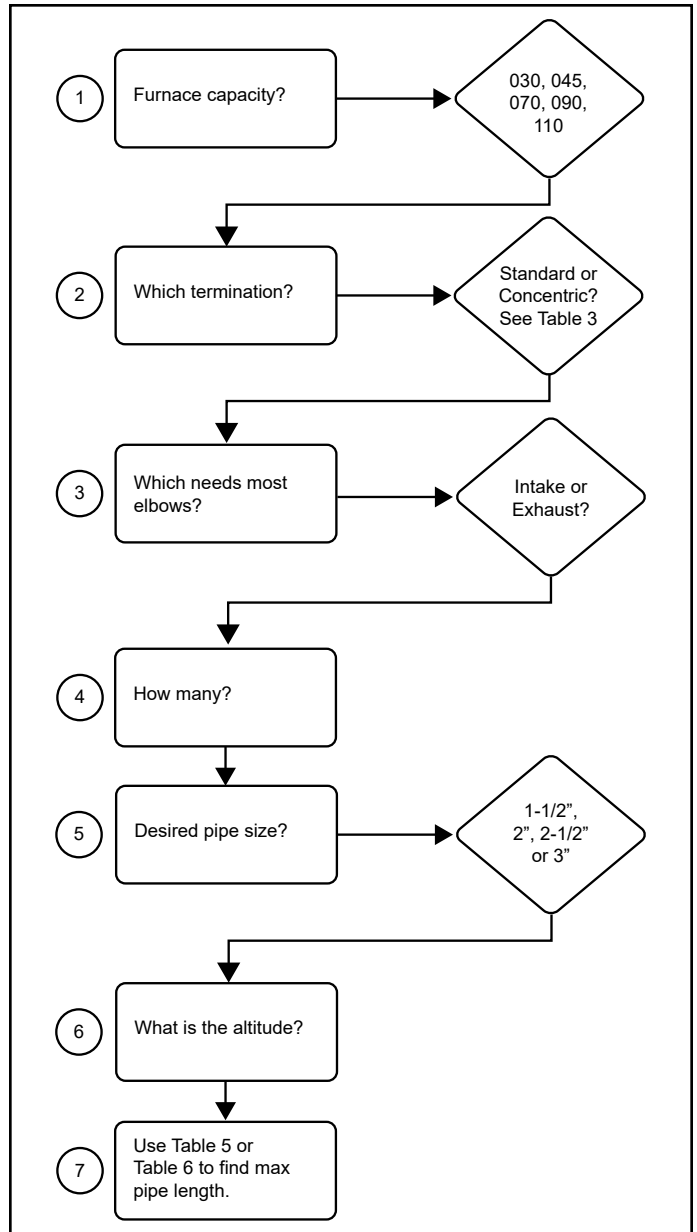 1
Furnace capacity?
030, 045,
070, 090,
110
2
Which termination?
Standard or
Concentric?
See Table 3
3
Which needs most
elbows?
Intake or
Exhaust?
4
How many?
5
Desired pipe size?
1-1/2”,
2”, 2-1/2”
or 3”
6
What is the altitude?
7
Use Table 5 or
Table 6 to find max
pipe length.